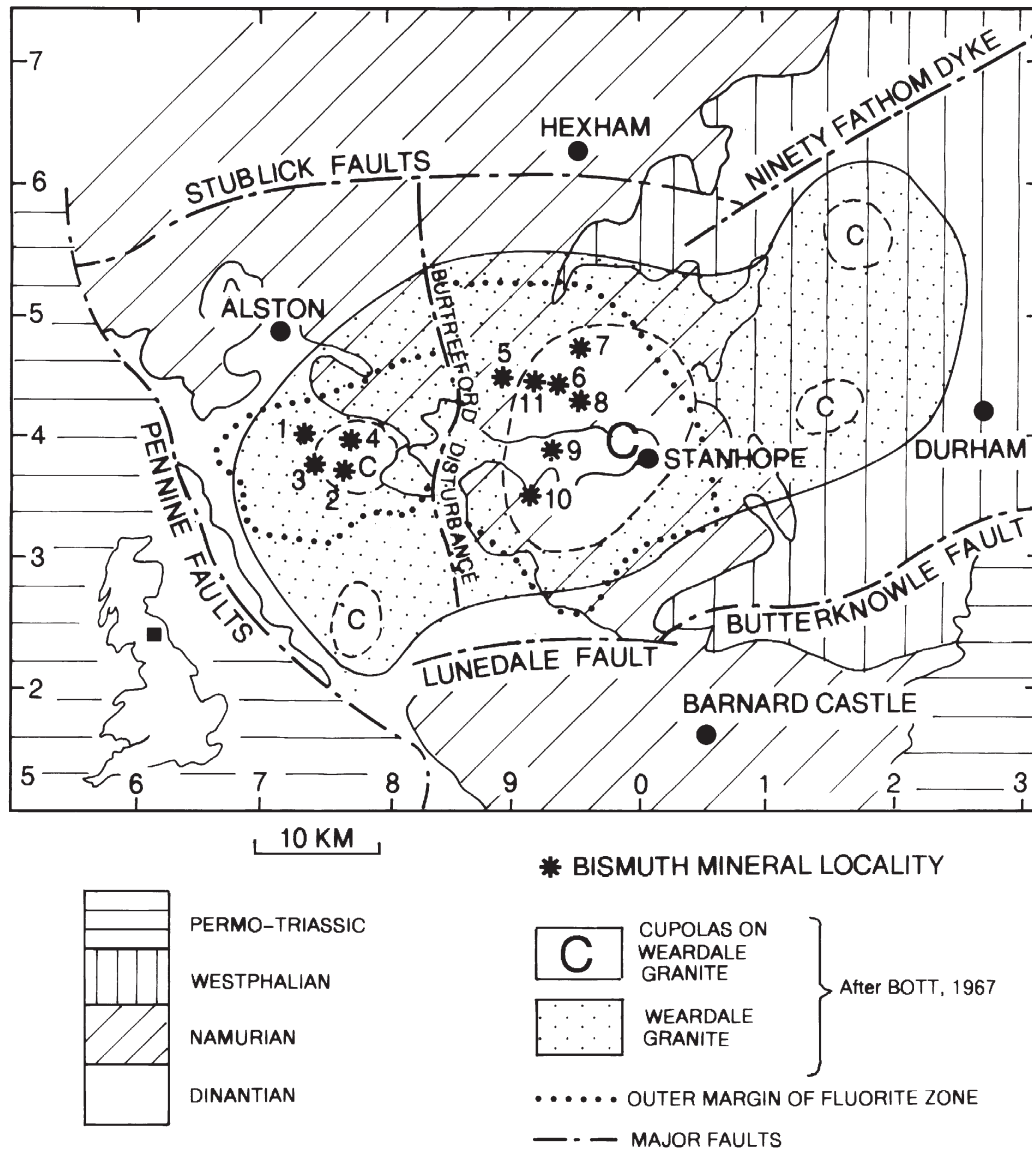 7
HEXHAM
NINETY FATHOM DYKE
6
STUBLICK FAULTS
C
5
BURTREEFORD DISTURBANCE
ALSTON
7
5
6
11
8
4
1
4
C
9
STANHOPE
DURHAM
3
2
C
10
C
PENNINE FAULTS
3
C
BUTTERKNOWLE FAULT
LUNEDALE FAULT
2
BARNARD CASTLE
5 6 7 8 9 0 1 2 3
10 KM
BISMUTH MINERAL LOCALITY
PERMO-TRIASSIC
WESTPHALIAN
NAMURIAN
DINANTIAN
C
CUPOLAS ON
WEARDALE
GRANITE
WEARDALE
GRANITE
After BOTT, 1967
OUTER MARGIN OF FLUORITE ZONE
MAJOR FAULTS